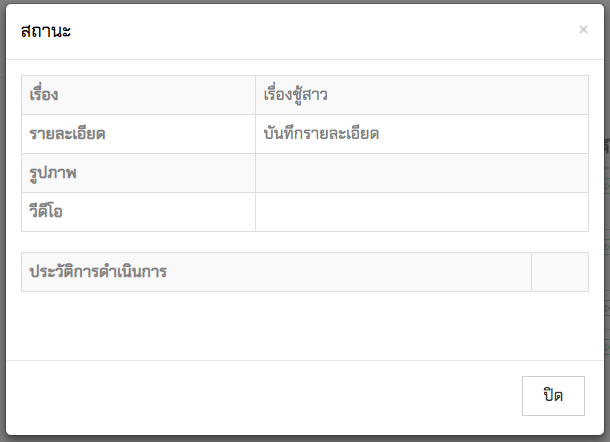 สถานะ ×
เรื่อง เรื่องชู้สาว
รายละเอียด บันทึกรายละเอียด
รูปภาพ
วีดีโอ
ประวัติการดำเนินการ
ปิด